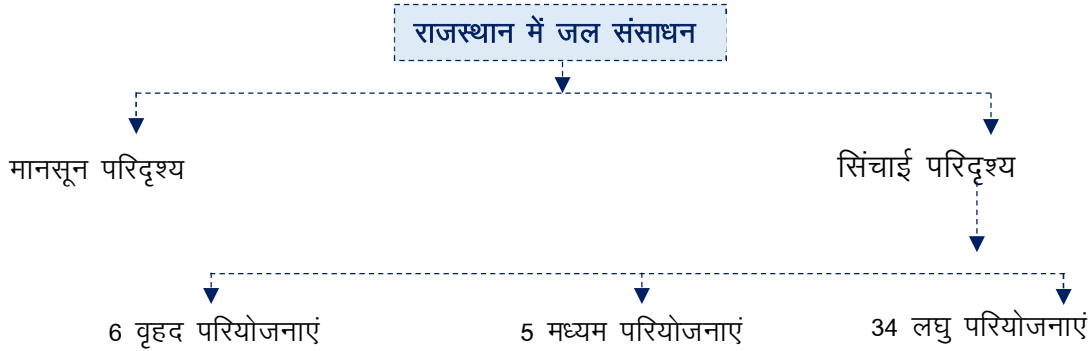 राजस्थान में जल संसाधन
मानसून परिदृश्य
सिंचाई परिदृश्य
6 वृहद परियोजनाएं
5 मध्यम परियोजनाएं
34 लघु परियोजनाएं